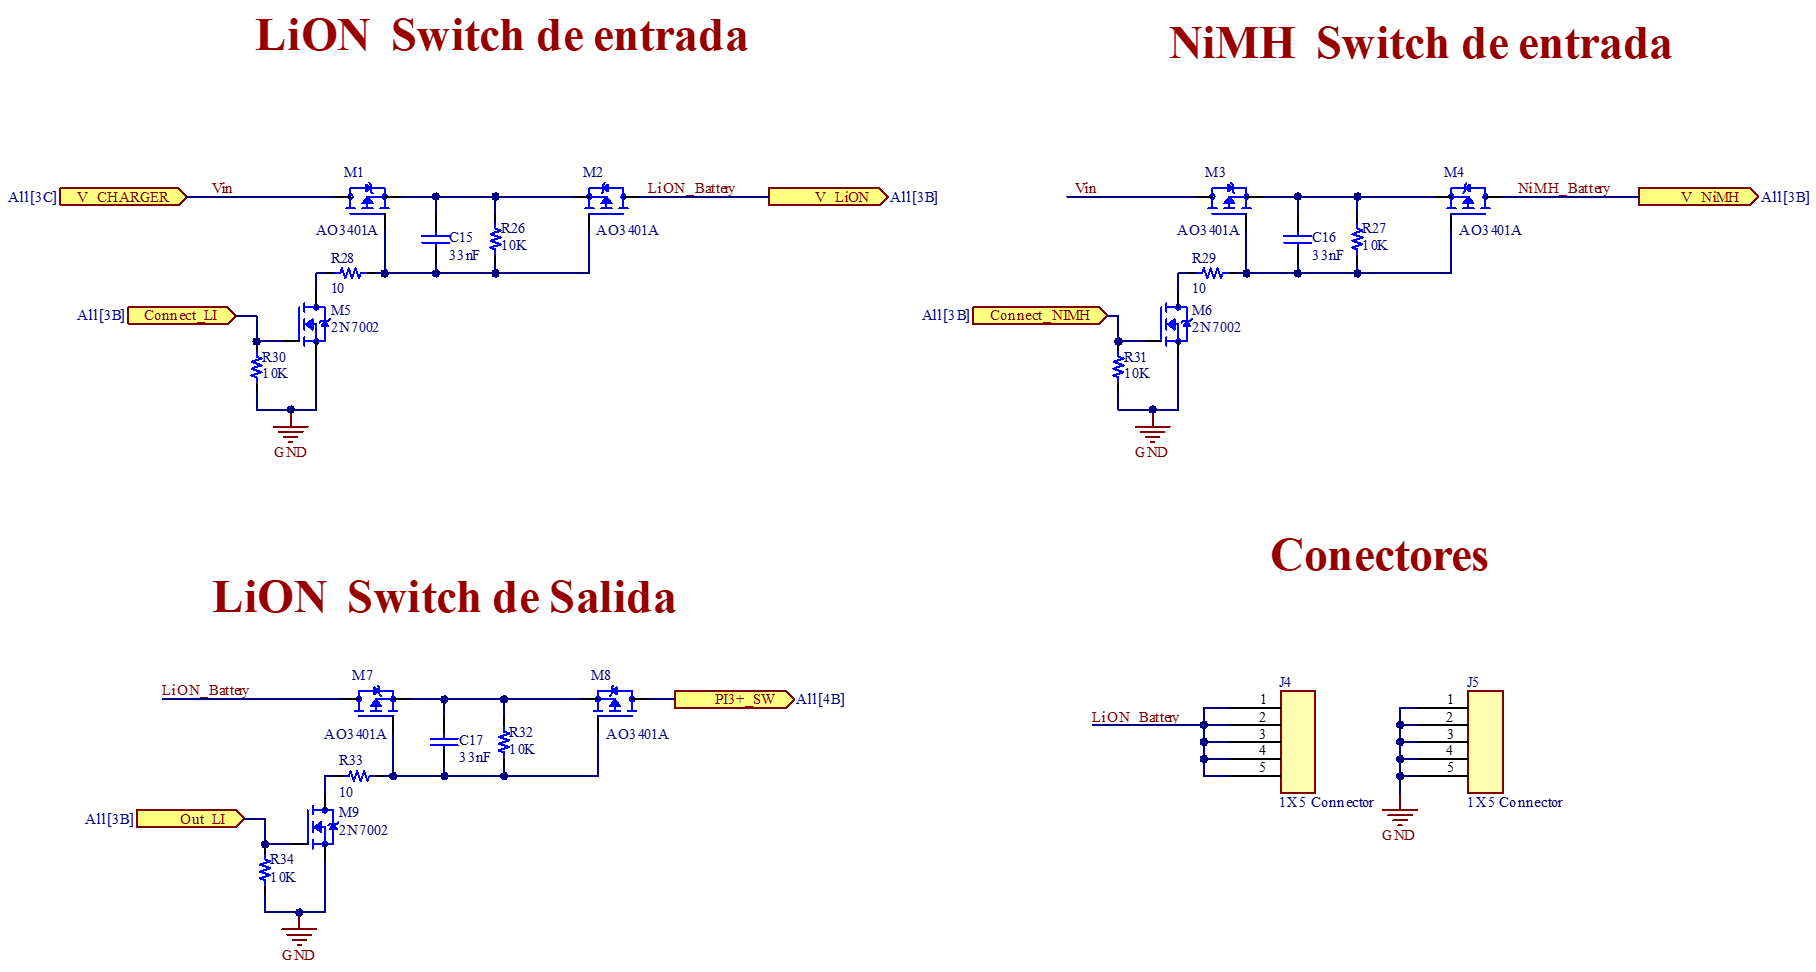 LiON Switch de entrada
NiMH Switch de entrada
M1
M2
All[3C]
V_CHARGER
Vin
LiON_Battery
V_LiON
All[3B]
AO3401A
AO3401A
C15
33nF
R26
10K
R28
10
All[3B]
Connect_LI
M5
2N7002
R30
10K
GND
M3
M4
Vin
NiMH_Battery
V_NiMH
All[3B]
AO3401A
AO3401A
C16
33nF
R27
10K
R29
10
All[3B]
Connect_NIMH
M6
2N7002
R31
10K
GND
LiON Switch de Salida
M7
M8
LiON_Battery
PI3+_SW
All[4B]
AO3401A
AO3401A
C17
33nF
R32
10K
R33
10
All[3B]
Out_LI
M9
2N7002
R34
10K
GND
Conectores
J4
LiON_Battery
1
2
3
4
5
1X5 Connector
J5
1
2
3
4
5
1X5 Connector
GND